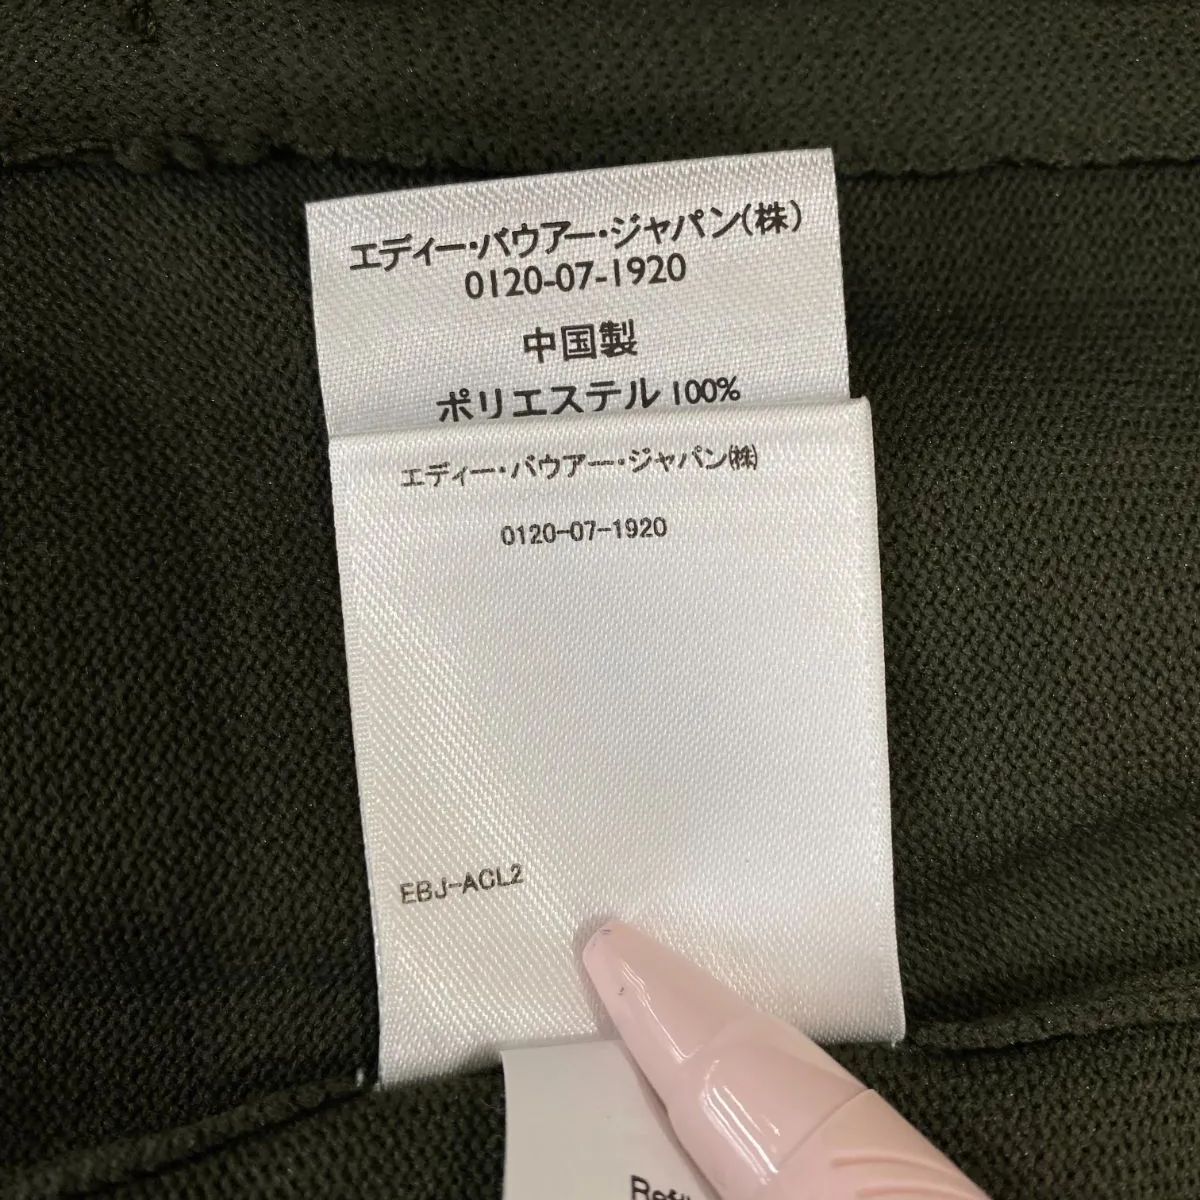 エディー・バウアー・ジャパン(株)
0120-07-1920
中国製
ポリエステル 100%
エディー・バウアー・ジャパン㈱
0120-07-1920
EBJ-ACL2